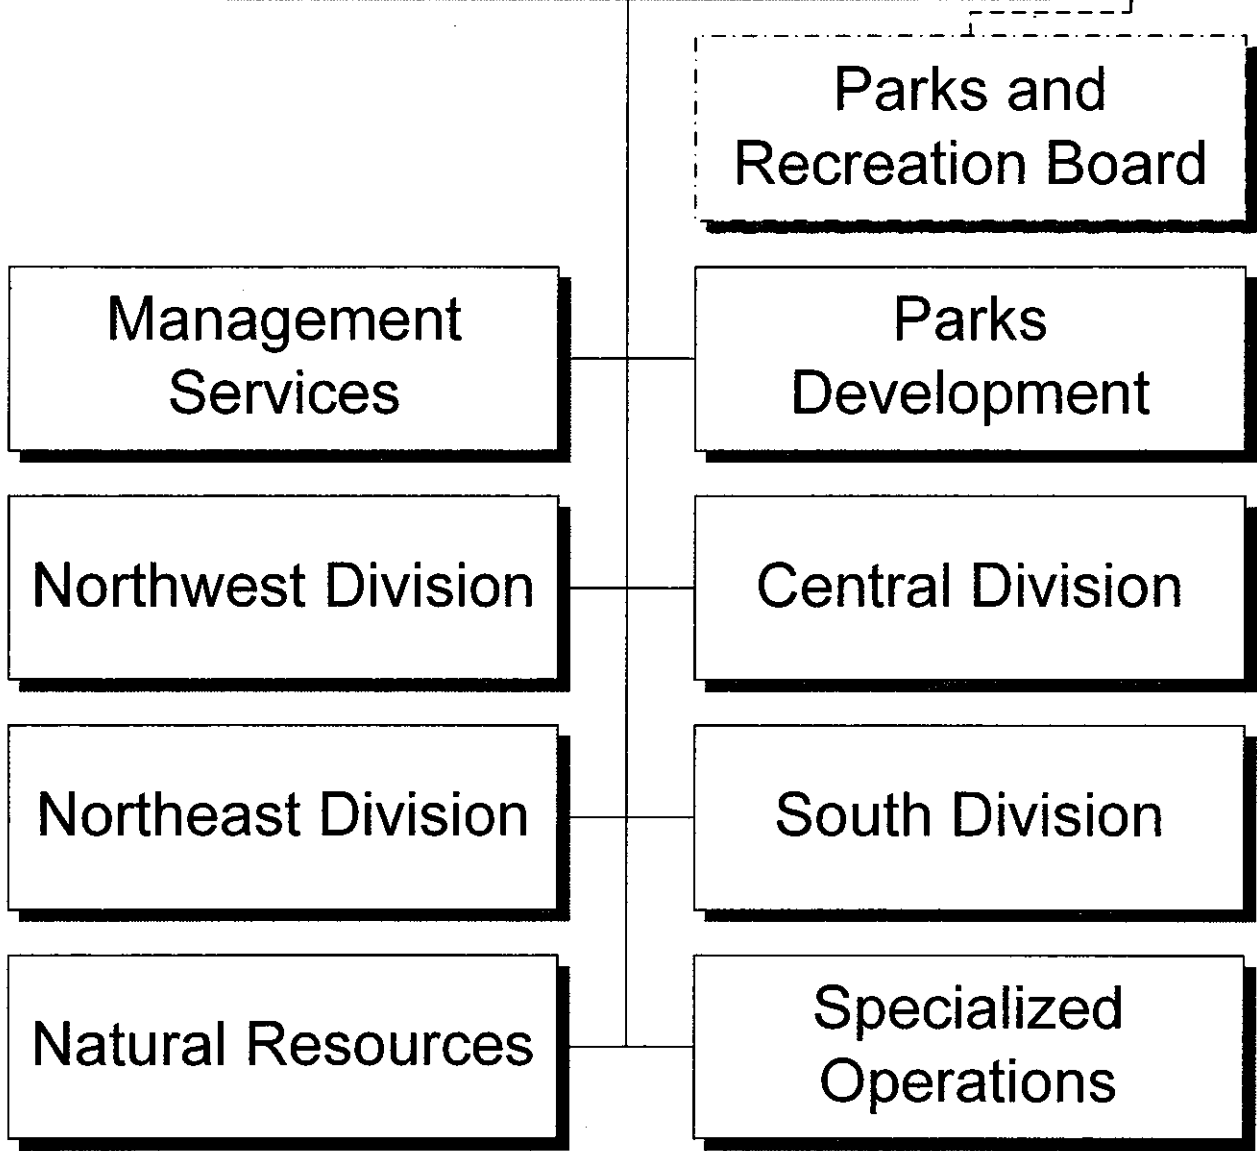 Parks and
Recreation Board
Management
Services
Parks
Development
Northwest Division
Central Division
Northeast Division
South Division
Natural Resources
Specialized
Operations